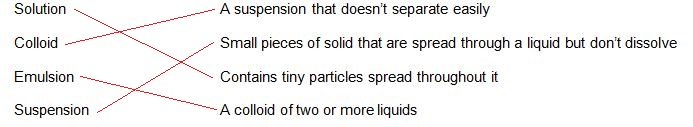 Solution A suspension that doesn't separate easily
Colloid Small pieces of solid that are spread through a liquid but don't dissolve
Emulsion Contains tiny particles spread throughout it
Suspension A colloid of two or more liquids